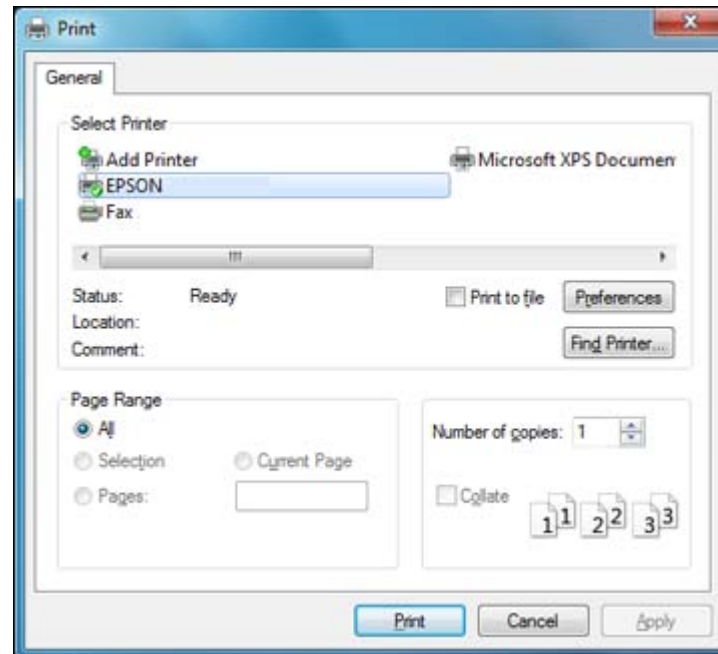 Print
General
Select Printer
Add Printer
Microsoft XPS Documen
EPSON
Fax
Status: Ready
Print to file
Preferences
Location:
Comment:
Find Printer...
Page Range
All
Number of copies: 1
Selection
Current Page
Pages:
Collate
1 1 2 2 3 3
Print
Cancel
Apply